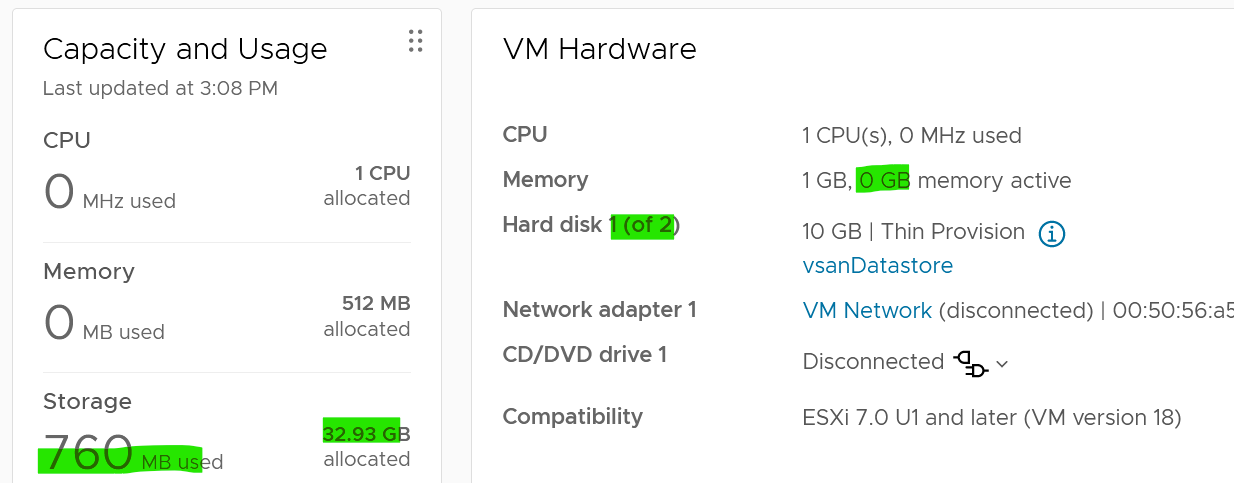 Capacity and Usage
Last updated at 3:08 PM
CPU
0 MHz used
1 CPU
allocated
Memory
0 MB used
512 MB
allocated
Storage
760 MB used
32.93 GB
allocated
VM Hardware
CPU 1 CPU(s), 0 MHz used
Memory 1 GB, 0 GB memory active
Hard disk 1 (of 2) 10 GB | Thin Provision
vsanDatastore
Network adapter 1 VM Network (disconnected) | 00:50:56:a5
CD/DVD drive 1 Disconnected
Compatibility ESXi 7.0 U1 and later (VM version 18)